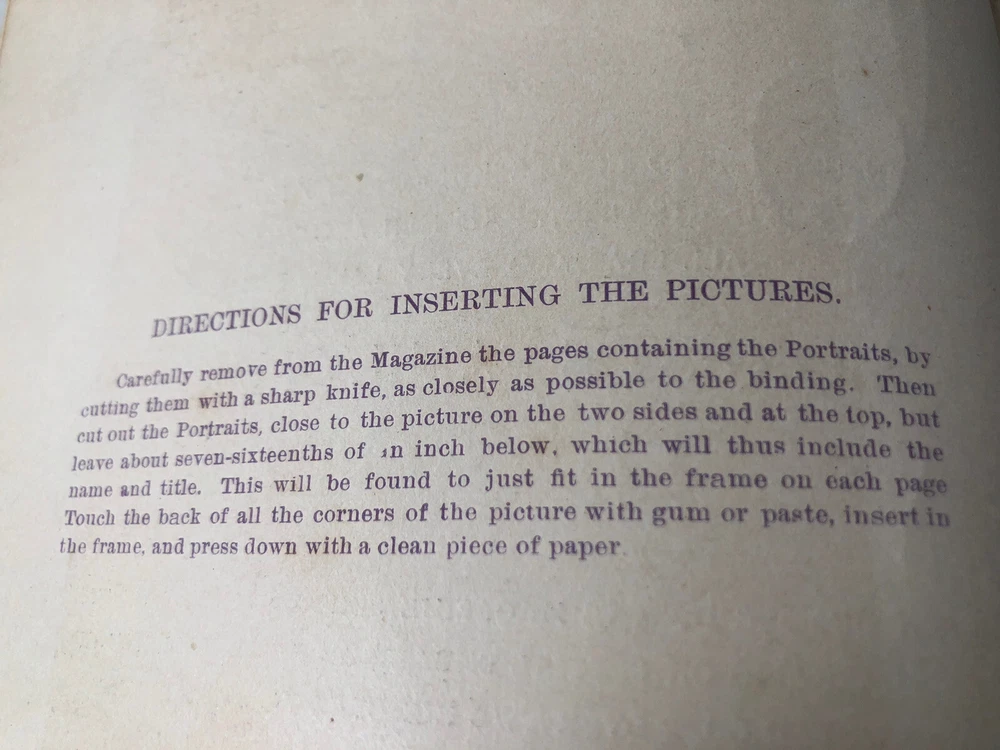 DIRECTIONS FOR INSERTING THE PICTURES.
Carefully remove from the Magazine the pages containing the Portraits, by
cutting them with a sharp knife, as closely as possible to the binding. Then
cut out the Portraits, close to the picture on the two sides and at the top, but
leave about seven-sixteenths of an inch below, which will thus include the
name and title. This will be found to just fit in the frame on each page
Touch the back of all the corners of the picture with gum or paste, insert in
the frame, and press down with a clean piece of paper.